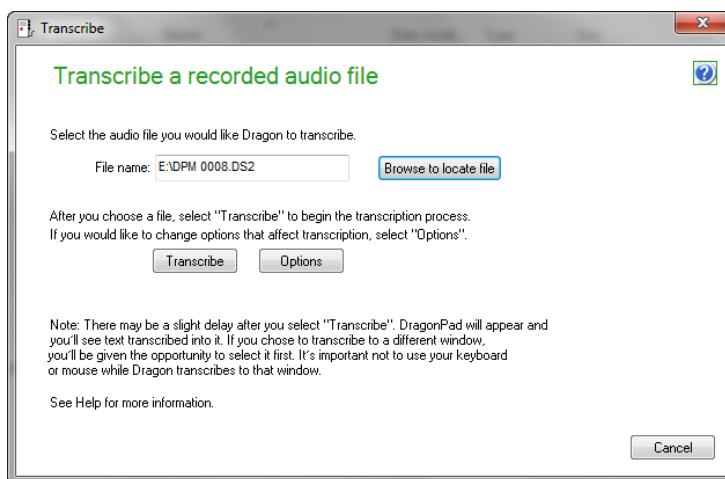 Transcribe
Transcribe a recorded audio file
Select the audio file you would like Dragon to transcribe.
File name: E:\DPM 0008.DS2 Browse to locate file
After you choose a file, select "Transcribe" to begin the transcription process.
If you would like to change options that affect transcription, select "Options".
Transcribe Options
Note: There may be a slight delay after you select "Transcribe". DragonPad will appear and
you'll see text transcribed into it. If you chose to transcribe to a different window,
you'll be given the opportunity to select it first. It's important not to use your keyboard
or mouse while Dragon transcribes to that window.
See Help for more information.
Cancel